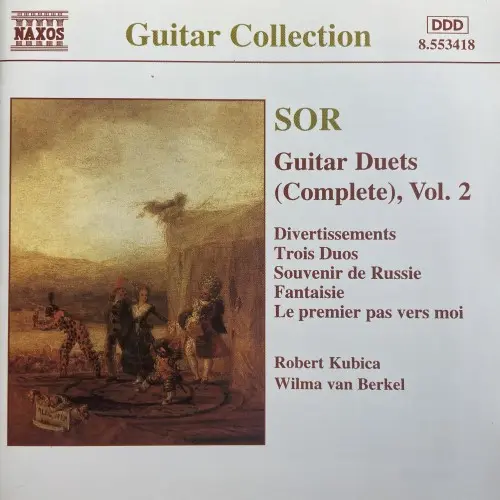 NAXOS
Guitar Collection
DDD
8.553418
SOR
Guitar Duets
(Complete), Vol. 2
Divertissements
Trois Duos
Souvenir de Russie
Fantaisie
Le premier pas vers moi
Robert Kubica
Wilma van Berkel